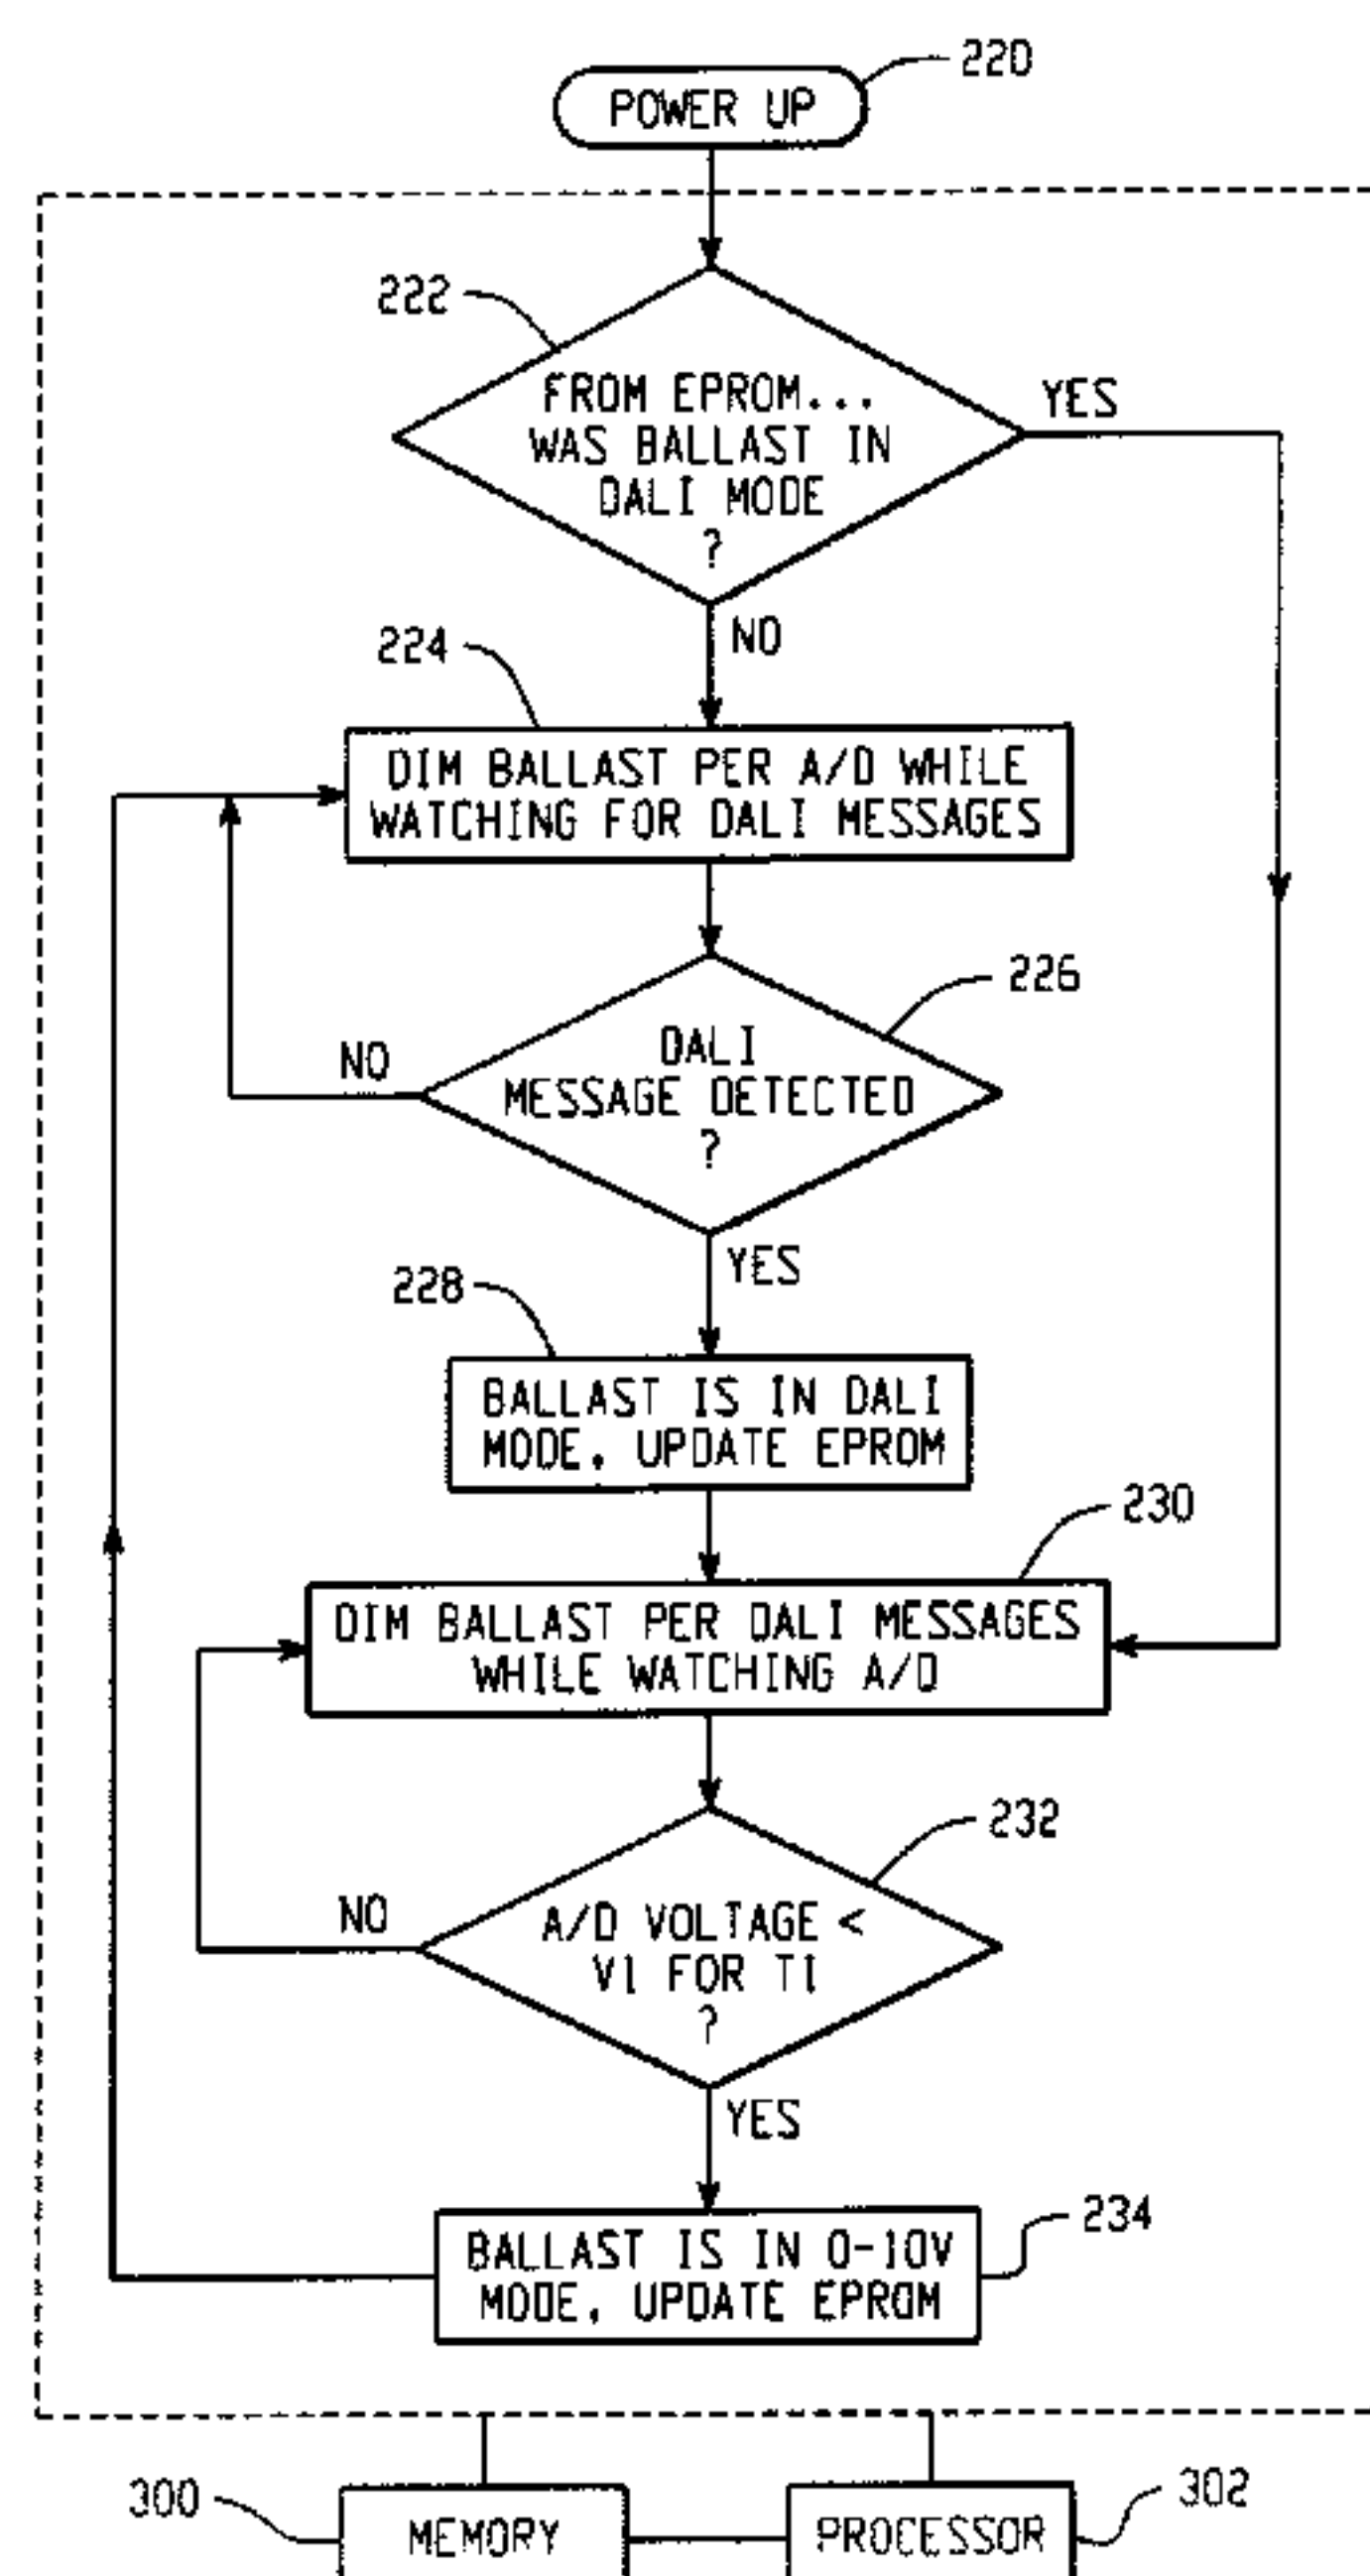 220
POWER UP
222
FROM EPROM...
WAS BALLAST IN
DALI MODE
?
YES
NO
224
DIM BALLAST PER A/D WHILE
WATCHING FOR DALI MESSAGES
226
DALI
MESSAGE DETECTED
?
NO
YES
228
BALLAST IS IN DALI
MODE, UPDATE EPROM
230
DIM BALLAST PER DALI MESSAGES
WHILE WATCHING A/D
232
A/D VOLTAGE <
V1 FOR T1
?
NO
YES
234
BALLAST IS IN 0-10V
MODE, UPDATE EPROM
300
MEMORY
PROCESSOR
302